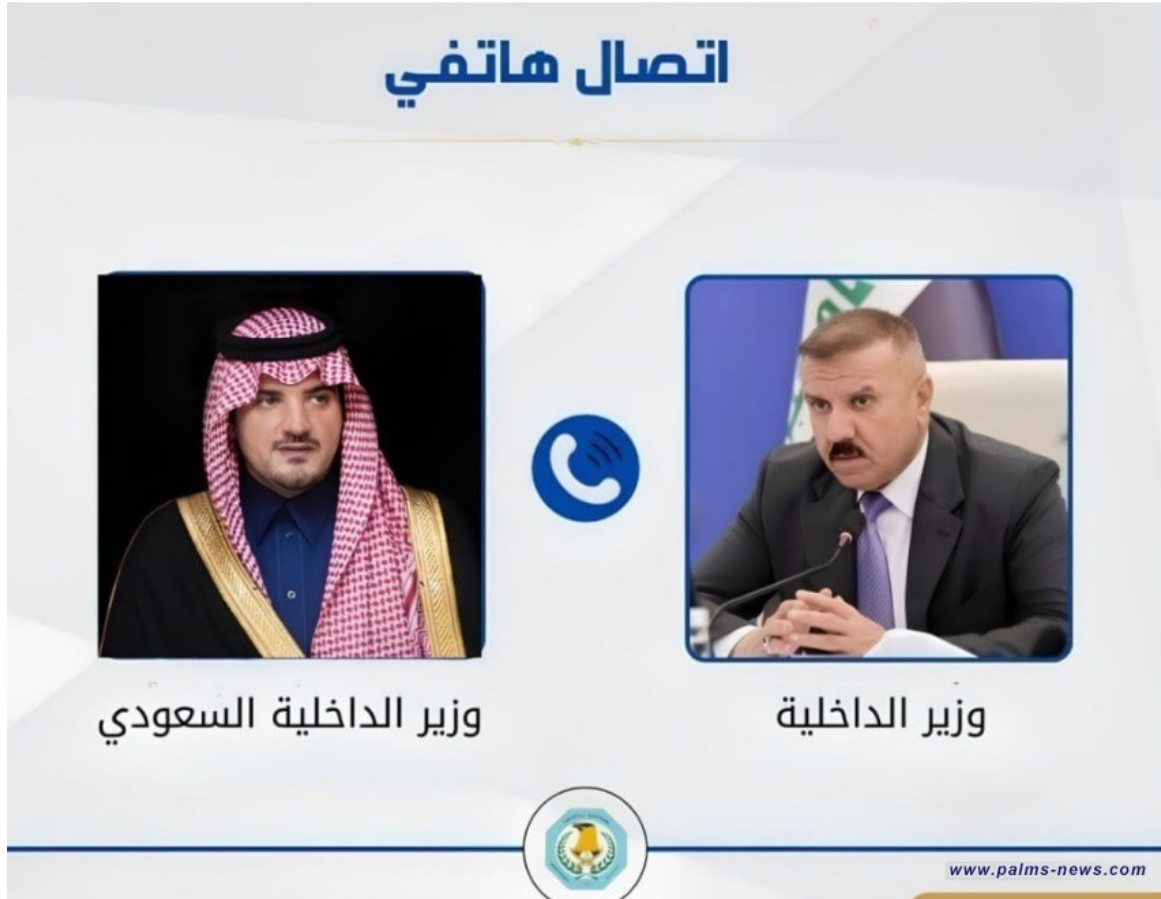 اتصال هاتفي
وزير الداخلية
وزير الداخلية السعودي
www.palms-news.com